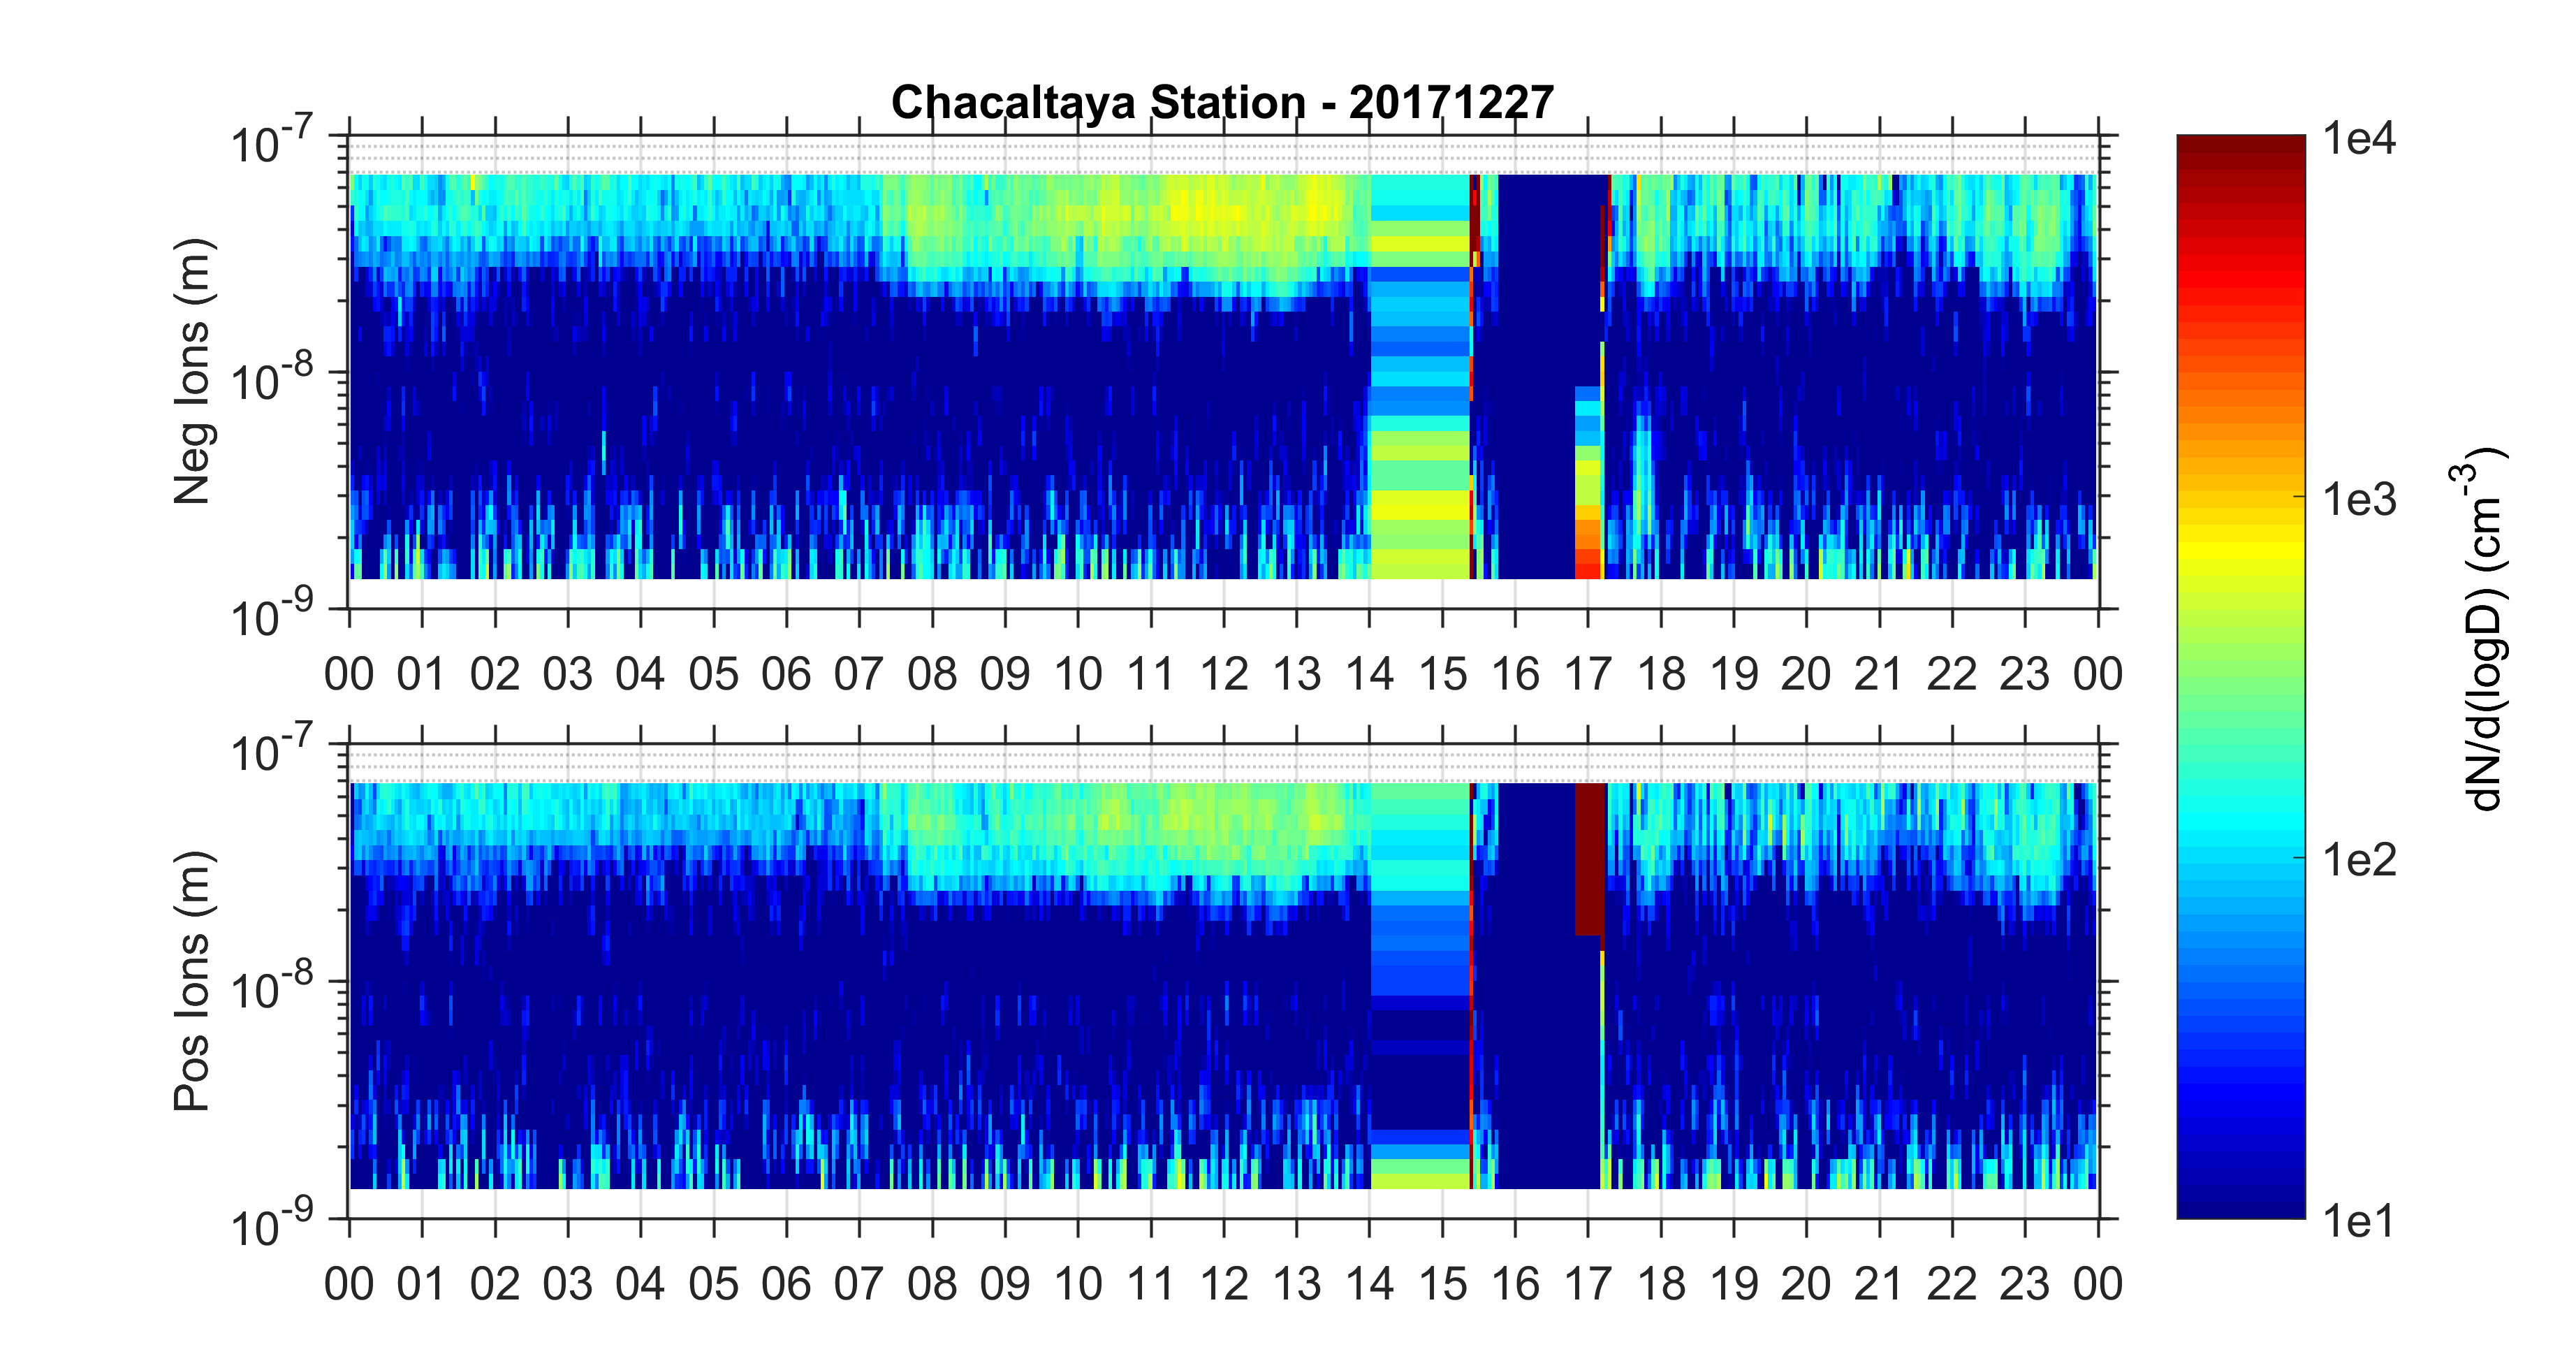 Chacaltaya Station - 20171227
10-7
10-8
10-9
Neg Ions (m)
00 01 02 03 04 05 06 07 08 09 10 11 12 13 14 15 16 17 18 19 20 21 22 23 00
10-7
10-8
10-9
Pos Ions (m)
00 01 02 03 04 05 06 07 08 09 10 11 12 13 14 15 16 17 18 19 20 21 22 23 00
1e4
1e3
1e2
1e1
dN/d(logD) (cm-3)